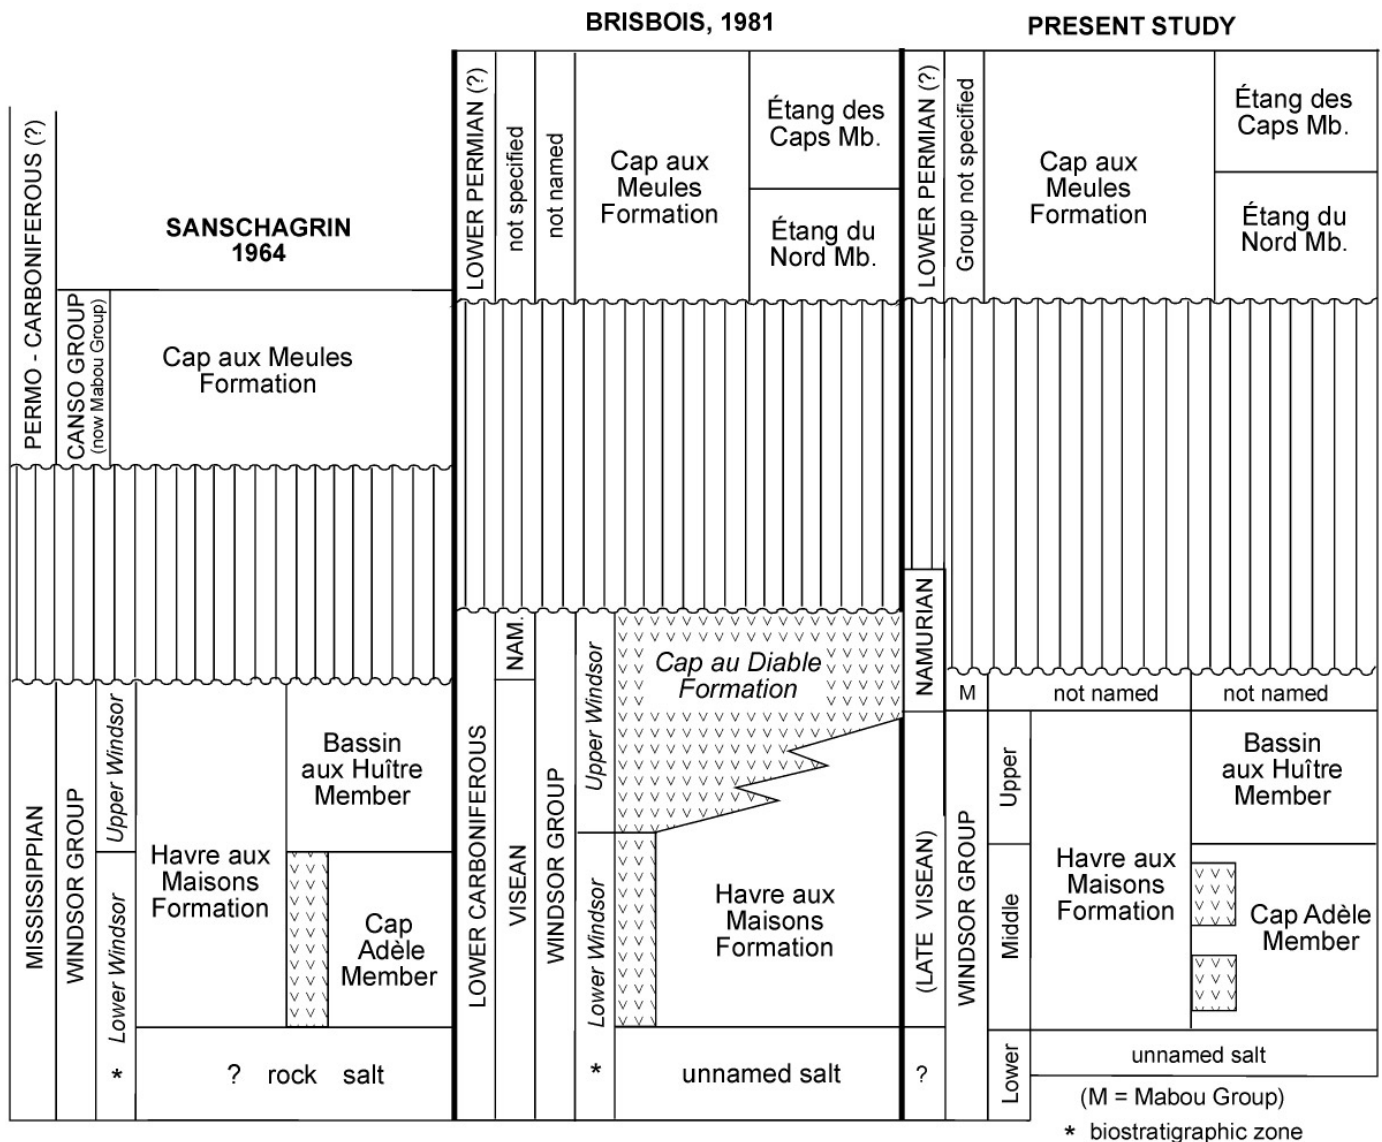 BRISBOIS, 1981
PRESENT STUDY
SANSCHAGRIN
1964
PERMO - CARBONIFEROUS (?)
CANSO GROUP
(now Mabou Group)
Cap aux Meules
Formation
MISSISSIPPIAN
WINDSOR GROUP
Upper Windsor
Lower Windsor
*
Havre aux
Maisons
Formation
Bassin
aux Huître
Member
Cap
Adèle
Member
? rock salt
LOWER PERMIAN (?)
not specified
not named
Cap aux
Meules
Formation
Étang des
Caps Mb.
Étang du
Nord Mb.
LOWER CARBONIFEROUS
NAM.
VISEAN
WINDSOR GROUP
Upper Windsor
Lower Windsor
*
Cap au Diable
Formation
Havre aux
Maisons
Formation
unnamed salt
LOWER PERMIAN (?)
Group not specified
Cap aux
Meules
Formation
Étang des
Caps Mb.
Étang du
Nord Mb.
NAMURIAN
(LATE VISEAN)
?
M
not named
not named
WINDSOR GROUP
Upper
Middle
Lower
Havre aux
Maisons
Formation
Bassin
aux Huître
Member
Cap Adèle
Member
unnamed salt
(M = Mabou Group)
* biostratigraphic zone